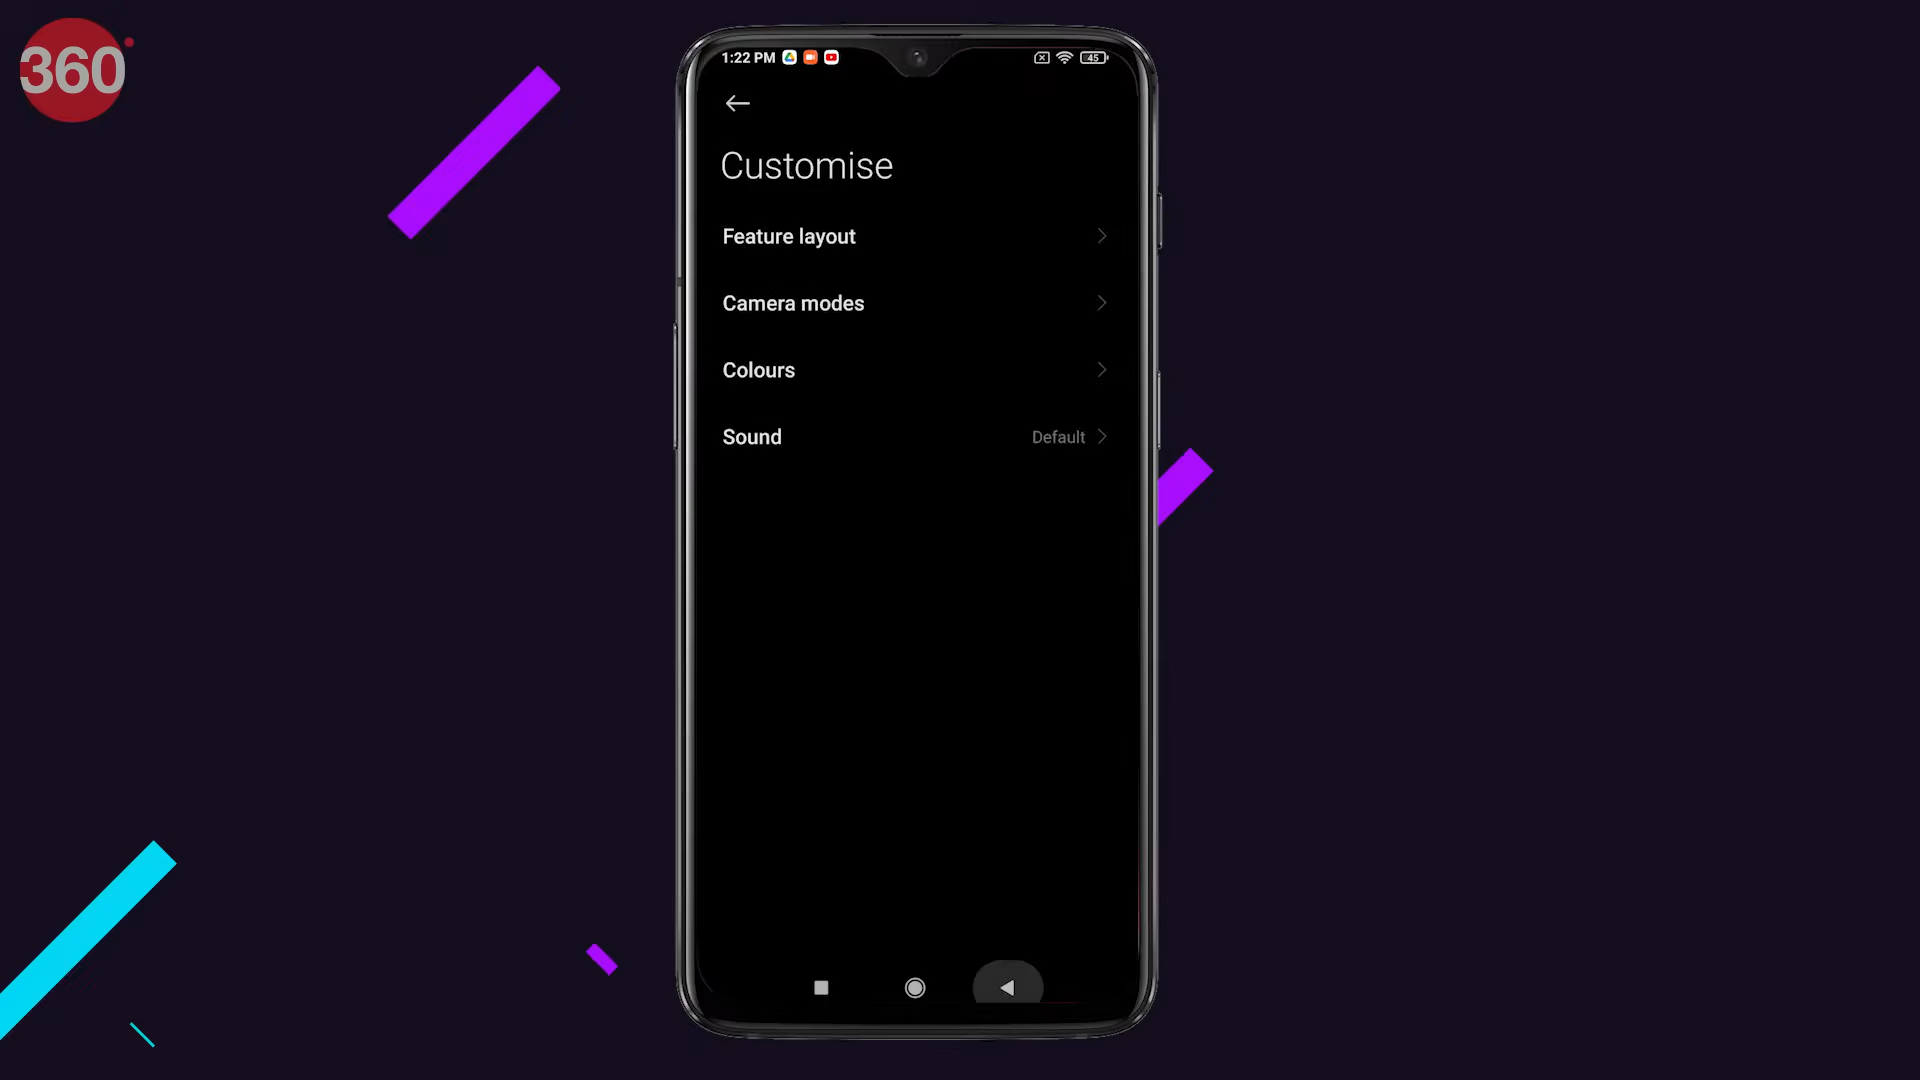 360
1:22 PM
45
Customise
Feature layout
Camera modes
Colours
Sound
Default